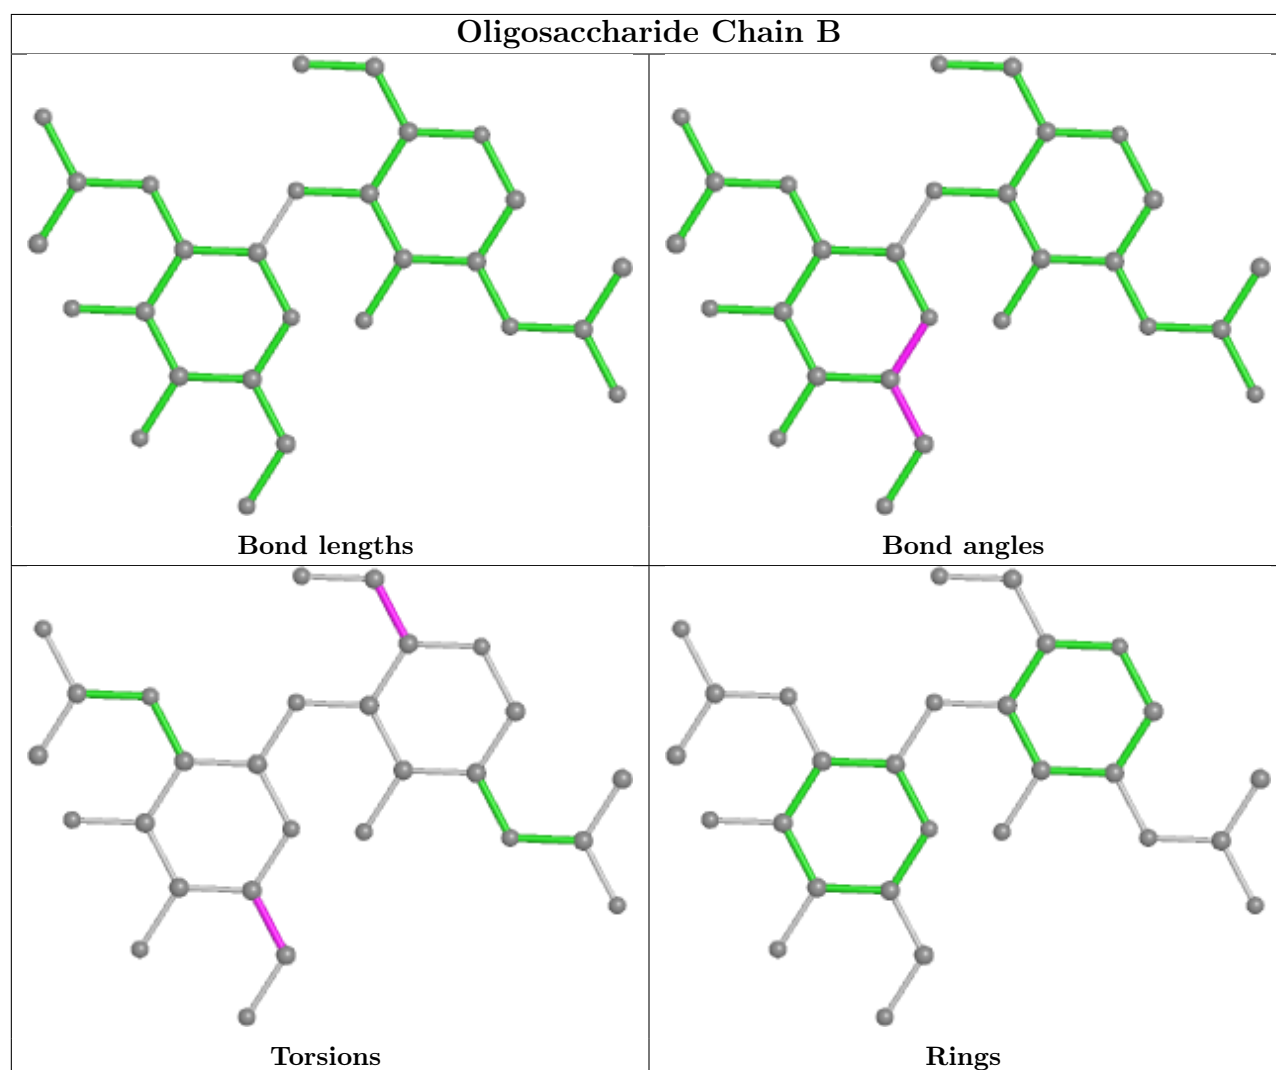 Oligosaccharide Chain B
Bond lengths
Bond angles
Torsions
Rings